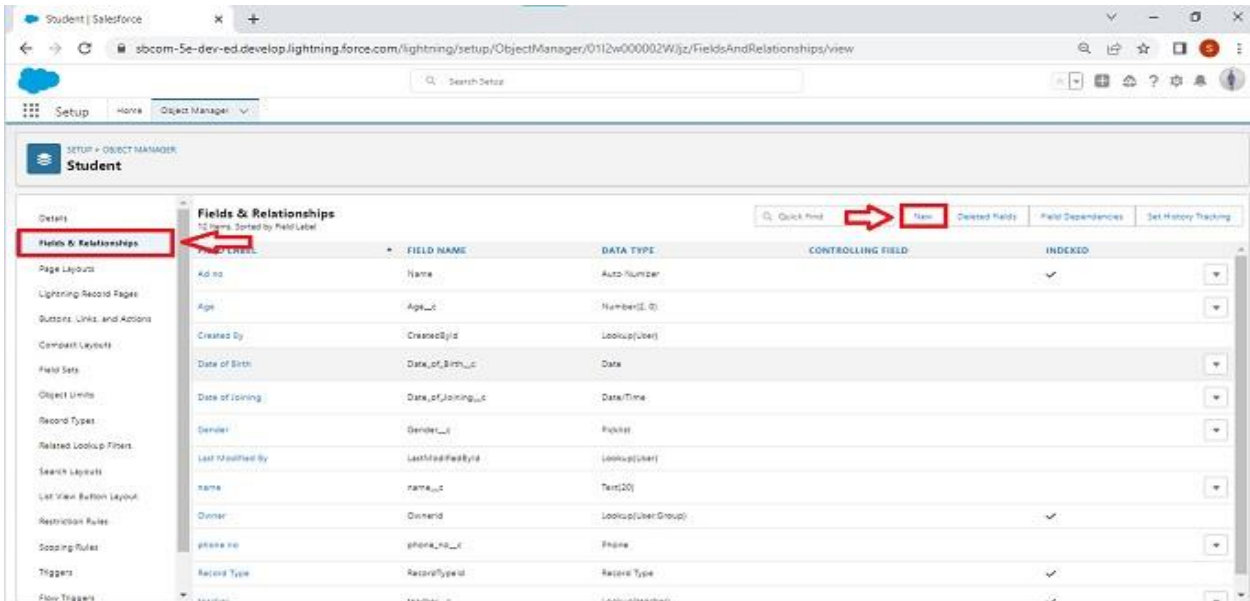 Student | Salesforce
sbcom-5e-dev-ed.develop.lightning.force.com/lightning/setup/ObjectManager/01I2w000002WJjz/FieldsAndRelationships/view
S
Search Setup
Setup Home Object Manager
SETUP > OBJECT MANAGER
Student
Details
Fields & Relationships
Page Layouts
Lightning Record Pages
Buttons, Links, and Actions
Compact Layouts
Field Sets
Object Limits
Record Types
Related Lookup Filters
Search Layouts
List View Button Layout
Restriction Rules
Scoping Rules
Triggers
Flow Triggers
Fields & Relationships
12 Items, Sorted by Field Label
Quick Find New Deleted Fields Field Dependencies Set History Tracking
FIELD LABEL FIELD NAME DATA TYPE CONTROLLING FIELD INDEXED
Ad no Name Auto Number
Age Age__c Number(2, 0)
Created By CreatedById Lookup(User)
Date of Birth Date_of_Birth__c Date
Date of Joining Date_of_Joining__c Date/Time
Gender Gender__c Picklist
Last Modified By LastModifiedById Lookup(User)
name name__c Text(20)
Owner OwnerId Lookup(User,Group)
phone no phone_no__c Phone
Record Type RecordTypeId Record Type